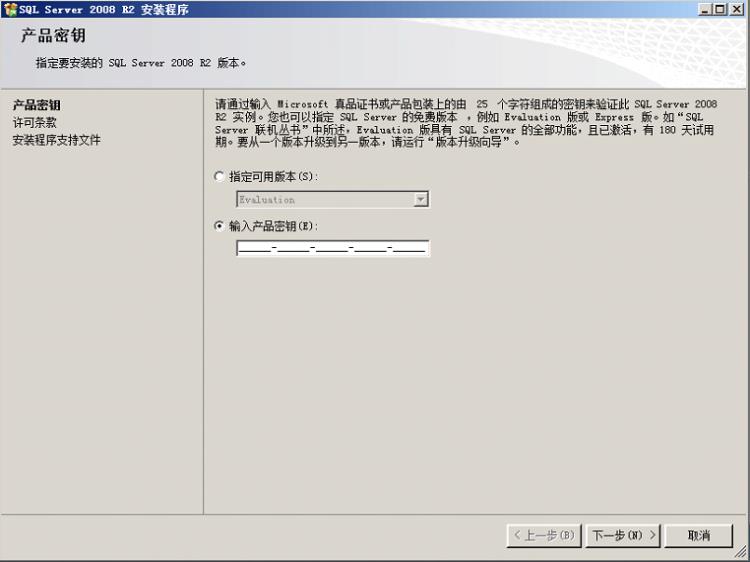 SQL Server 2008 R2 安装程序
产品密钥
指定要安装的 SQL Server 2008 R2 版本。
产品密钥
许可条款
安装程序支持文件
请通过输入 Microsoft 真品证书或产品包装上的由 25 个字符组成的密钥来验证此 SQL Server 2008
R2 实例。您也可以指定 SQL Server 的免费版本 ，例如 Evaluation 版或 Express 版。如“SQL
Server 联机丛书”中所述，Evaluation 版具有 SQL Server 的全部功能，且已激活，有 180 天试用
期。要从一个版本升级到另一版本，请运行“版本升级向导”。
指定可用版本(S):
Evaluation
输入产品密钥(E):
_____-_____-_____-_____-_____
< 上一步(B)
下一步(N) >
取消